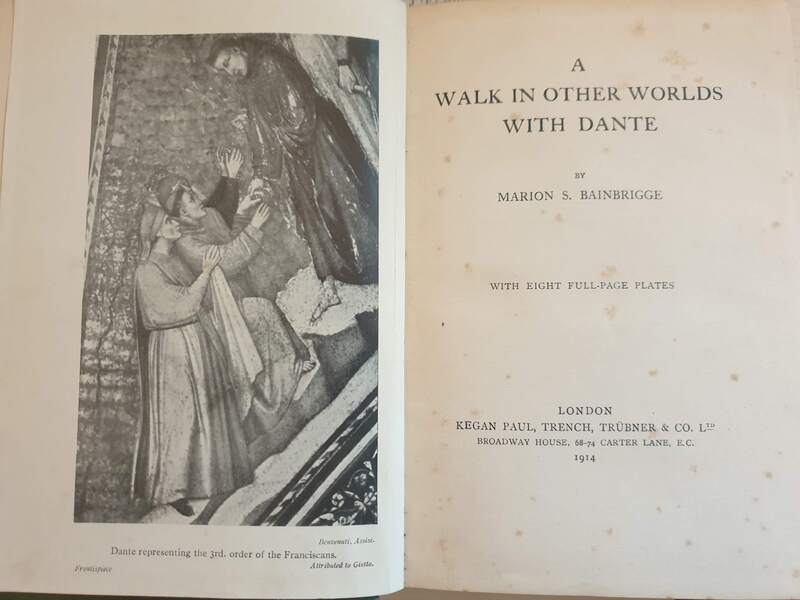 Benvenuti, Assisi.
Dante representing the 3rd. order of the Franciscans.
Frontispiece
Attributed to Giotto.
A
WALK IN OTHER WORLDS
WITH DANTE
BY
MARION S. BAINBRIGGE
WITH EIGHT FULL-PAGE PLATES
LONDON
KEGAN PAUL, TRENCH, TRÜBNER & CO. LTD
BROADWAY HOUSE, 68-74 CARTER LANE, E.C.
1914